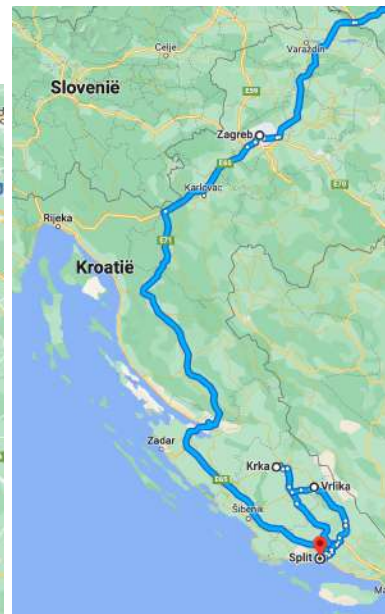 Celje
Varaždin
Slovenië
E59
Zagreb
E65
E70
Karlovac
Rijeka
E71
Kroatië
Zadar
Krka
Vrlika
E65
Šibenik
Split